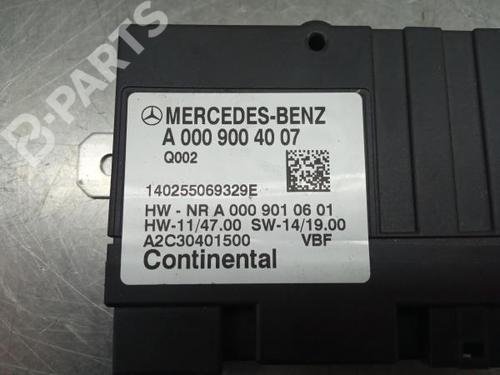 B-PARTS
MERCEDES-BENZ
A 000 900 40 07
Q002
140255069329E
HW - NR A 000 901 06 01
HW-11/47.00 SW-14/19.00
A2C30401500 VBF
Continental